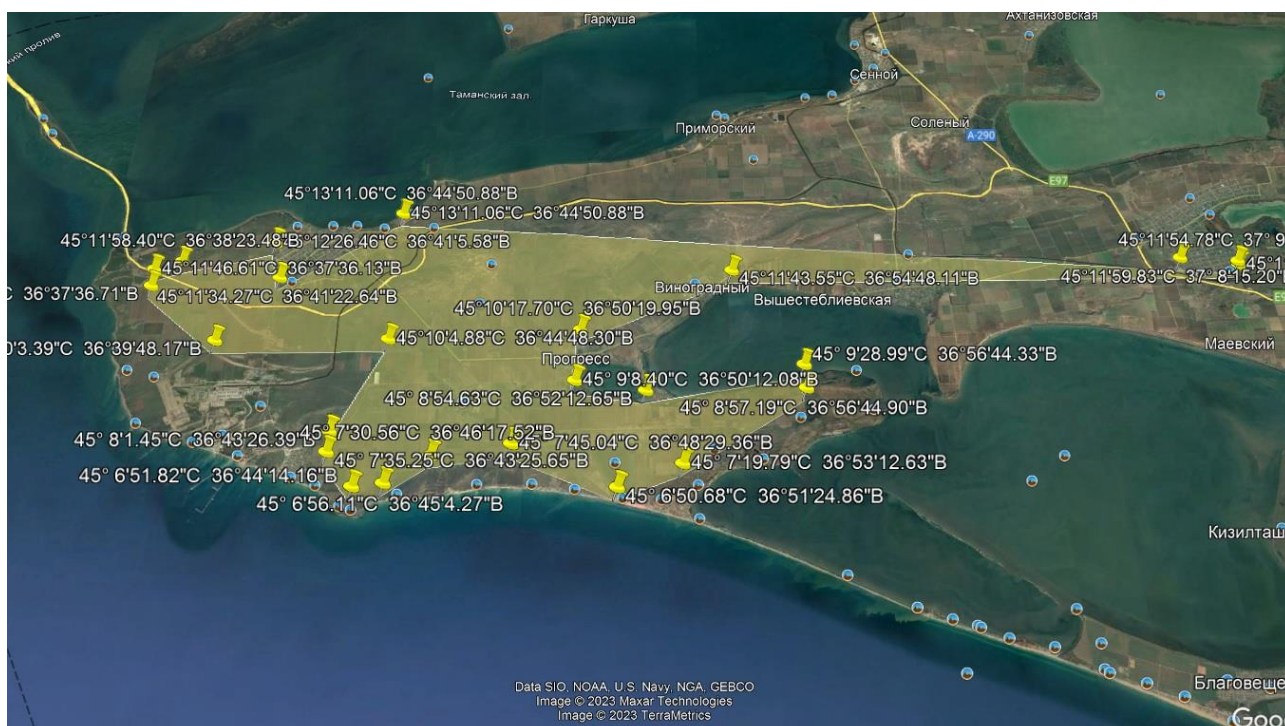 Гаркуша
Ахтанизовская
кий пролив
Сенной
Таманский зал.
Соленый
Приморский
А-290
E97
45°13'11.06"С 36°44'50.88"В
45°13'11.06"С 36°44'50.88"В
45°11'58.40"С 36°38'23.48"В
°12'26.46"С 36°41'5.58"В
45°11'54.78"С 37° 9
45°11'46.61"С 36°37'36.13"В
45°11'43.55"С 36°54'48.11"В
45°11'59.83"С 37° 8'15.20"
45°1
С 36°37'36.71"В
45°11'34.27"С 36°41'22.64"В
Виноградный
Вышестеблиевская
45°10'17.70"С 36°50'19.95"В
45°10'4.88"С 36°44'48.30"В
Маевский
0'3.39"С 36°39'48.17"В
Прогресс
45° 9'28.99"С 36°56'44.33"В
45° 9'8.40"С 36°50'12.08"В
45° 8'54.63"С 36°52'12.65"В
45° 8'57.19"С 36°56'44.90"В
45° 8'1.45"С 36°43'26.39"В
45° 7'30.56"С 36°46'17.52"В
45° 7'45.04"С 36°48'29.36"В
45° 7'35.25"С 36°43'25.65"В
45° 7'19.79"С 36°53'12.63"В
45° 6'51.82"С 36°44'14.16"В
45° 6'50.68"С 36°51'24.86"В
45° 6'56.11"С 36°45'4.27"В
Кизилташ
Благовеще
Data SIO, NOAA, U.S. Navy, NGA, GEBCO
Image © 2023 Maxar Technologies
Image © 2023 TerraMetrics
Goo